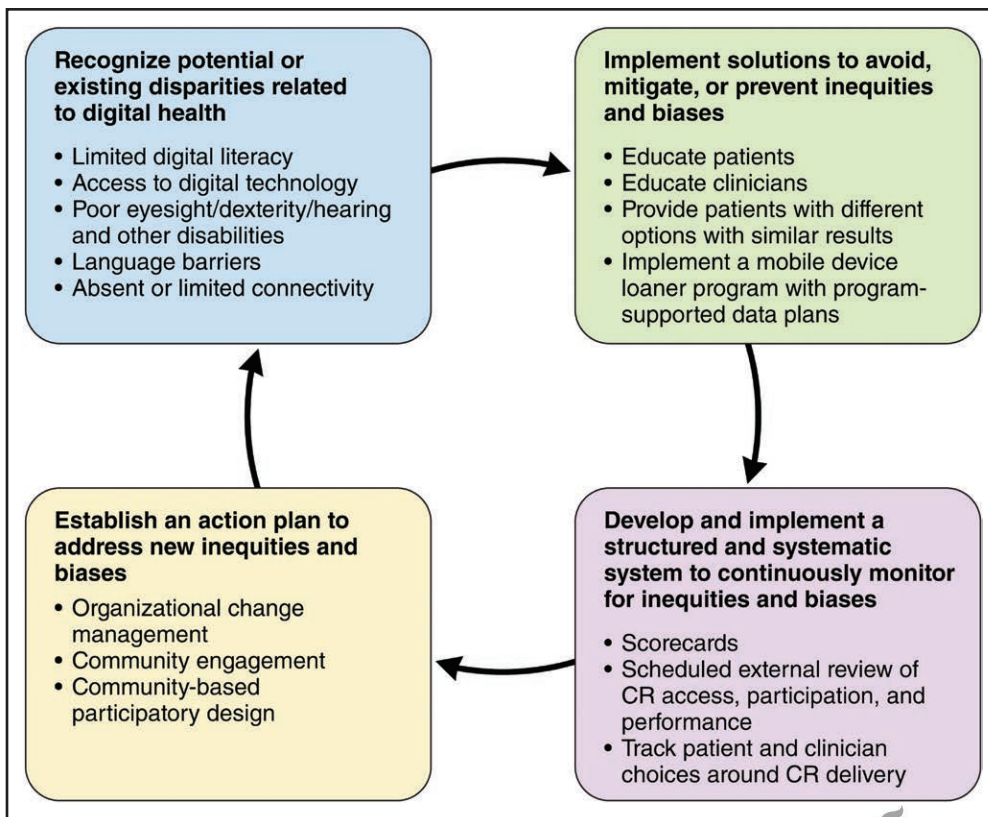 Recognize potential or
existing disparities related
to digital health
• Limited digital literacy
• Access to digital technology
• Poor eyesight/dexterity/hearing
and other disabilities
• Language barriers
• Absent or limited connectivity
Implement solutions to avoid,
mitigate, or prevent inequities
and biases
• Educate patients
• Educate clinicians
• Provide patients with different
options with similar results
• Implement a mobile device
loaner program with program-
supported data plans
Develop and implement a
structured and systematic
system to continuously monitor
for inequities and biases
• Scorecards
• Scheduled external review of
CR access, participation, and
performance
• Track patient and clinician
choices around CR delivery
Establish an action plan to
address new inequities and
biases
• Organizational change
management
• Community engagement
• Community-based
participatory design